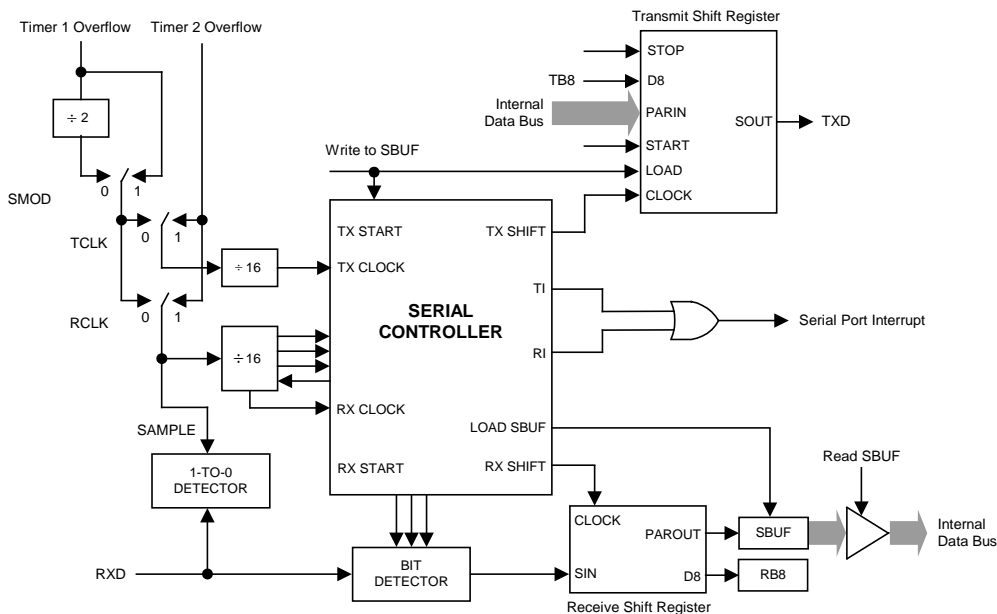 Timer 1 Overflow
Timer 2 Overflow
÷ 2
SMOD
0
1
TCLK
0
1
÷ 16
RCLK
0
1
÷ 16
SAMPLE
1-TO-0
DETECTOR
RXD
Write to SBUF
TX START
TX CLOCK
TX SHIFT
TI
SERIAL
CONTROLLER
RI
RX CLOCK
LOAD SBUF
RX START
RX SHIFT
BIT
DETECTOR
Transmit Shift Register
STOP
TB8
D8
Internal
Data Bus
PARIN
SOUT
TXD
START
LOAD
CLOCK
Serial Port Interrupt
Read SBUF
CLOCK
PAROUT
SBUF
Internal
Data Bus
SIN
D8
RB8
Receive Shift Register